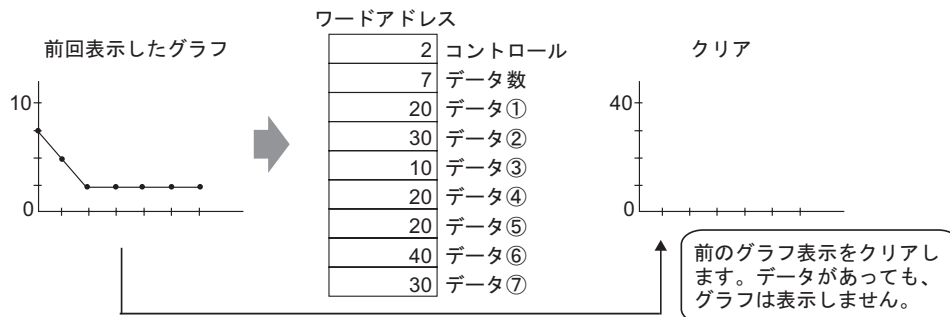 ワードアドレス
前回表示したグラフ
10
0
2 コントロール
7 データ数
20 データ①
30 データ②
10 データ③
20 データ④
20 データ⑤
40 データ⑥
30 データ⑦
クリア
40
0
前のグラフ表示をクリアし
ます。データがあっても、
グラフは表示しません。